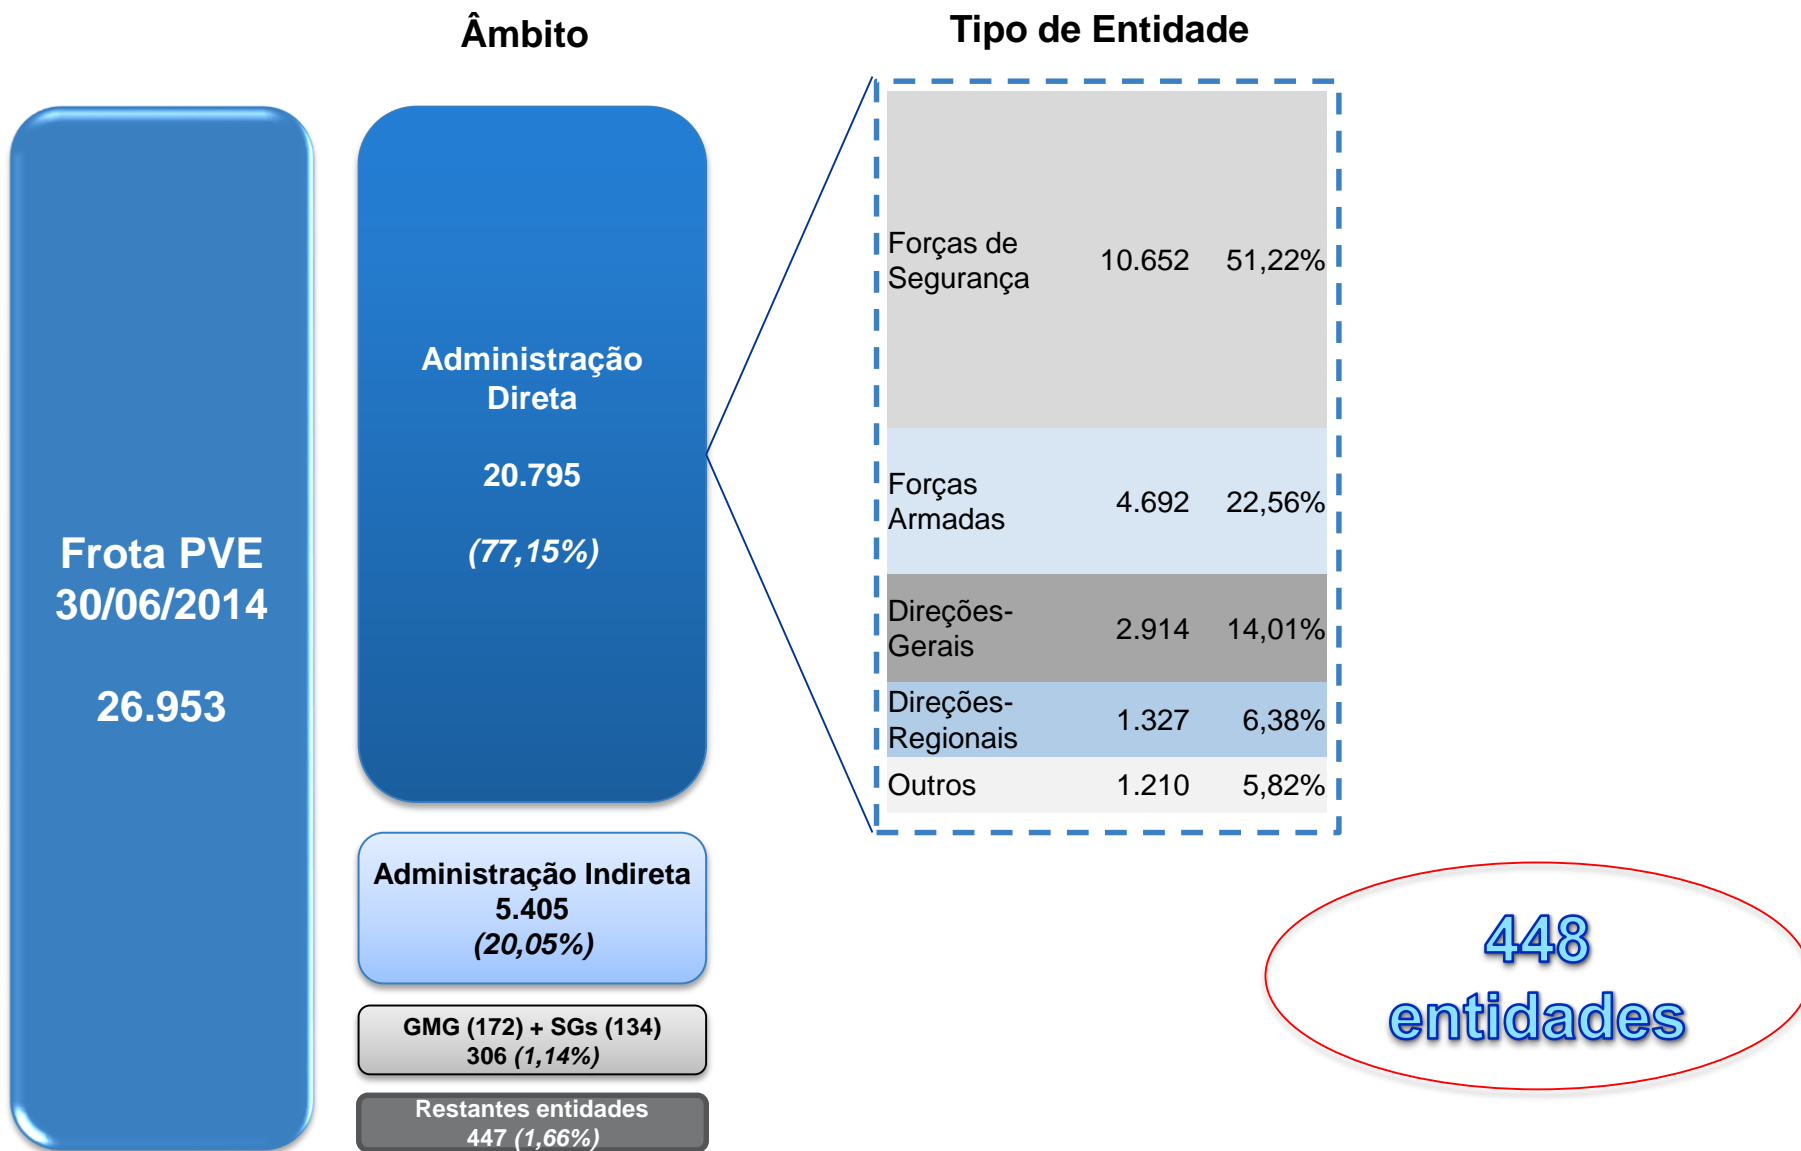 Âmbito
Tipo de Entidade
Frota PVE
30/06/2014
26.953
Administração
Direta
20.795
(77,15%)
Administração Indireta
5.405
(20,05%)
GMG (172) + SGs (134)
306 (1,14%)
Restantes entidades
447 (1,66%)
Forças de
Segurança 10.652 51,22%
Forças
Armadas 4.692 22,56%
Direções-
Gerais 2.914 14,01%
Direções-
Regionais 1.327 6,38%
Outros 1.210 5,82%
448
entidades